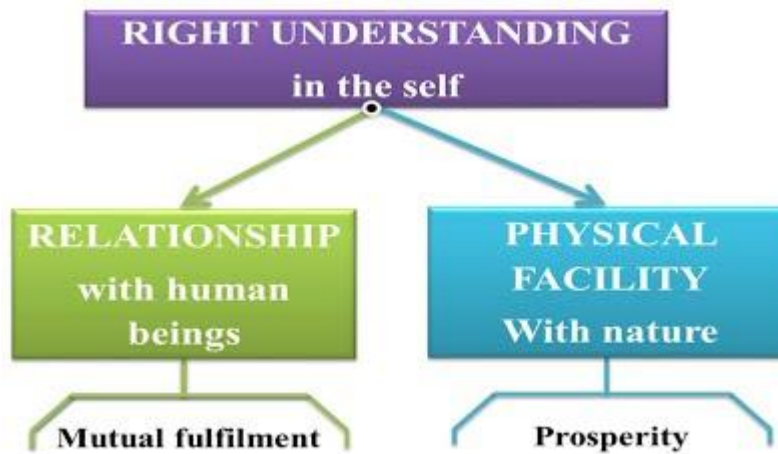 RIGHT UNDERSTANDING
in the self
RELATIONSHIP
with human
beings
PHYSICAL
FACILITY
With nature
Mutual fulfilment
Prosperity